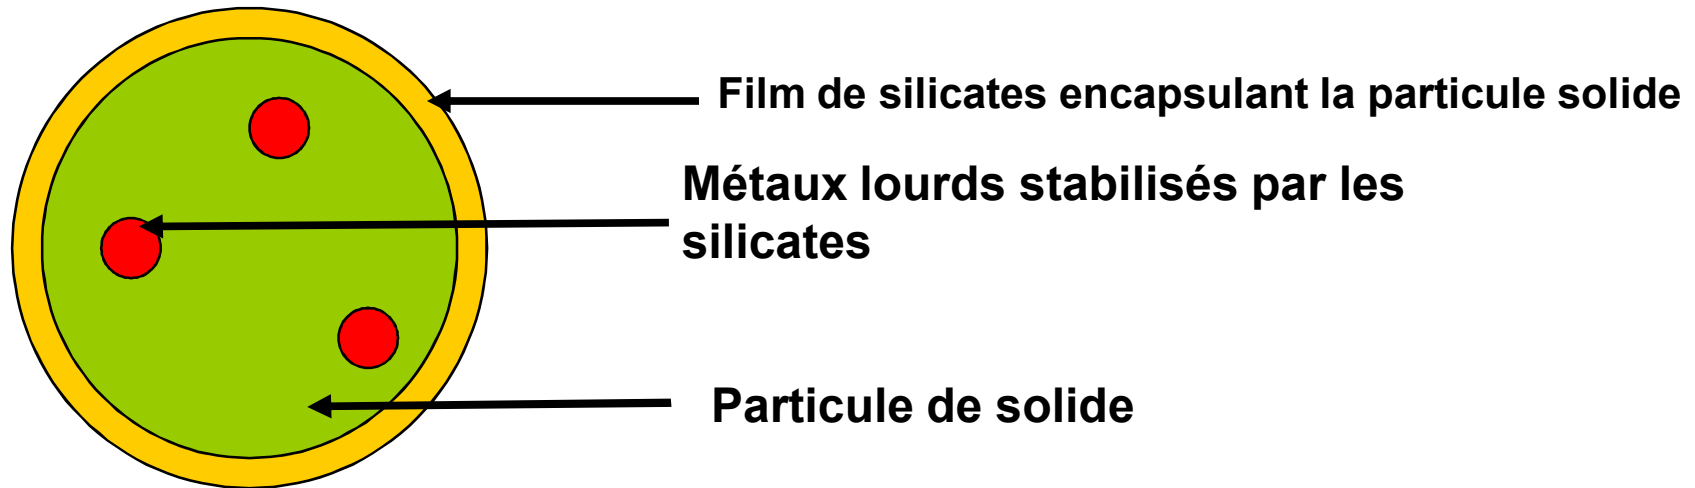 Film de silicates encapsulant la particule solide
Métaux lourds stabilisés par les
silicates
Particule de solide